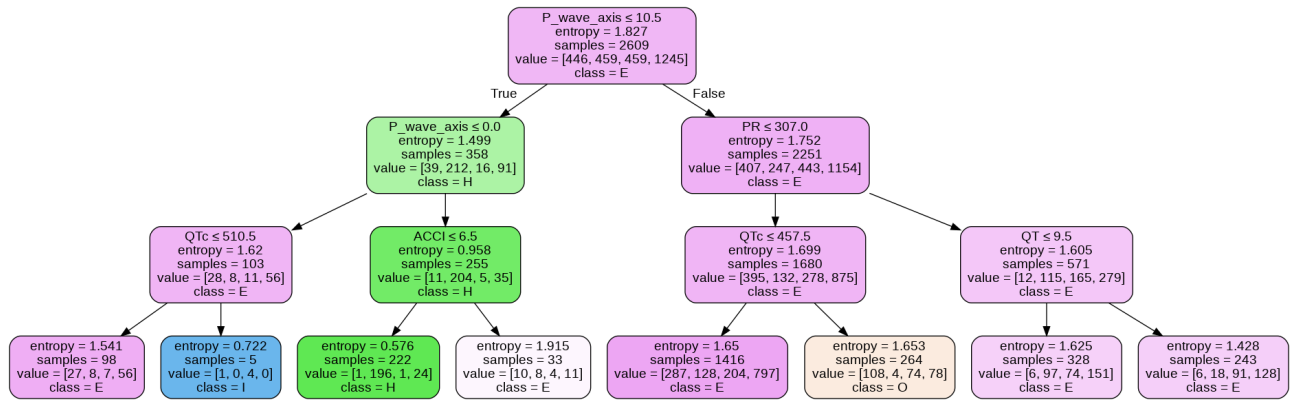 P_wave_axis ≤ 10.5
entropy = 1.827
samples = 2609
value = [446, 459, 459, 1245]
class = E
True
False
P_wave_axis ≤ 0.0
entropy = 1.499
samples = 358
value = [39, 212, 16, 91]
class = H
PR ≤ 307.0
entropy = 1.752
samples = 2251
value = [407, 247, 443, 1154]
class = E
QTc ≤ 510.5
entropy = 1.62
samples = 103
value = [28, 8, 11, 56]
class = E
ACCI ≤ 6.5
entropy = 0.958
samples = 255
value = [11, 204, 5, 35]
class = H
QTc ≤ 457.5
entropy = 1.699
samples = 1680
value = [395, 132, 278, 875]
class = E
QT ≤ 9.5
entropy = 1.605
samples = 571
value = [12, 115, 165, 279]
class = E
entropy = 1.541
samples = 98
value = [27, 8, 7, 56]
class = E
entropy = 0.722
samples = 5
value = [1, 0, 4, 0]
class = I
entropy = 0.576
samples = 222
value = [1, 196, 1, 24]
class = H
entropy = 1.915
samples = 33
value = [10, 8, 4, 11]
class = E
entropy = 1.65
samples = 1416
value = [287, 128, 204, 797]
class = E
entropy = 1.653
samples = 264
value = [108, 4, 74, 78]
class = O
entropy = 1.625
samples = 328
value = [6, 97, 74, 151]
class = E
entropy = 1.428
samples = 243
value = [6, 18, 91, 128]
class = E